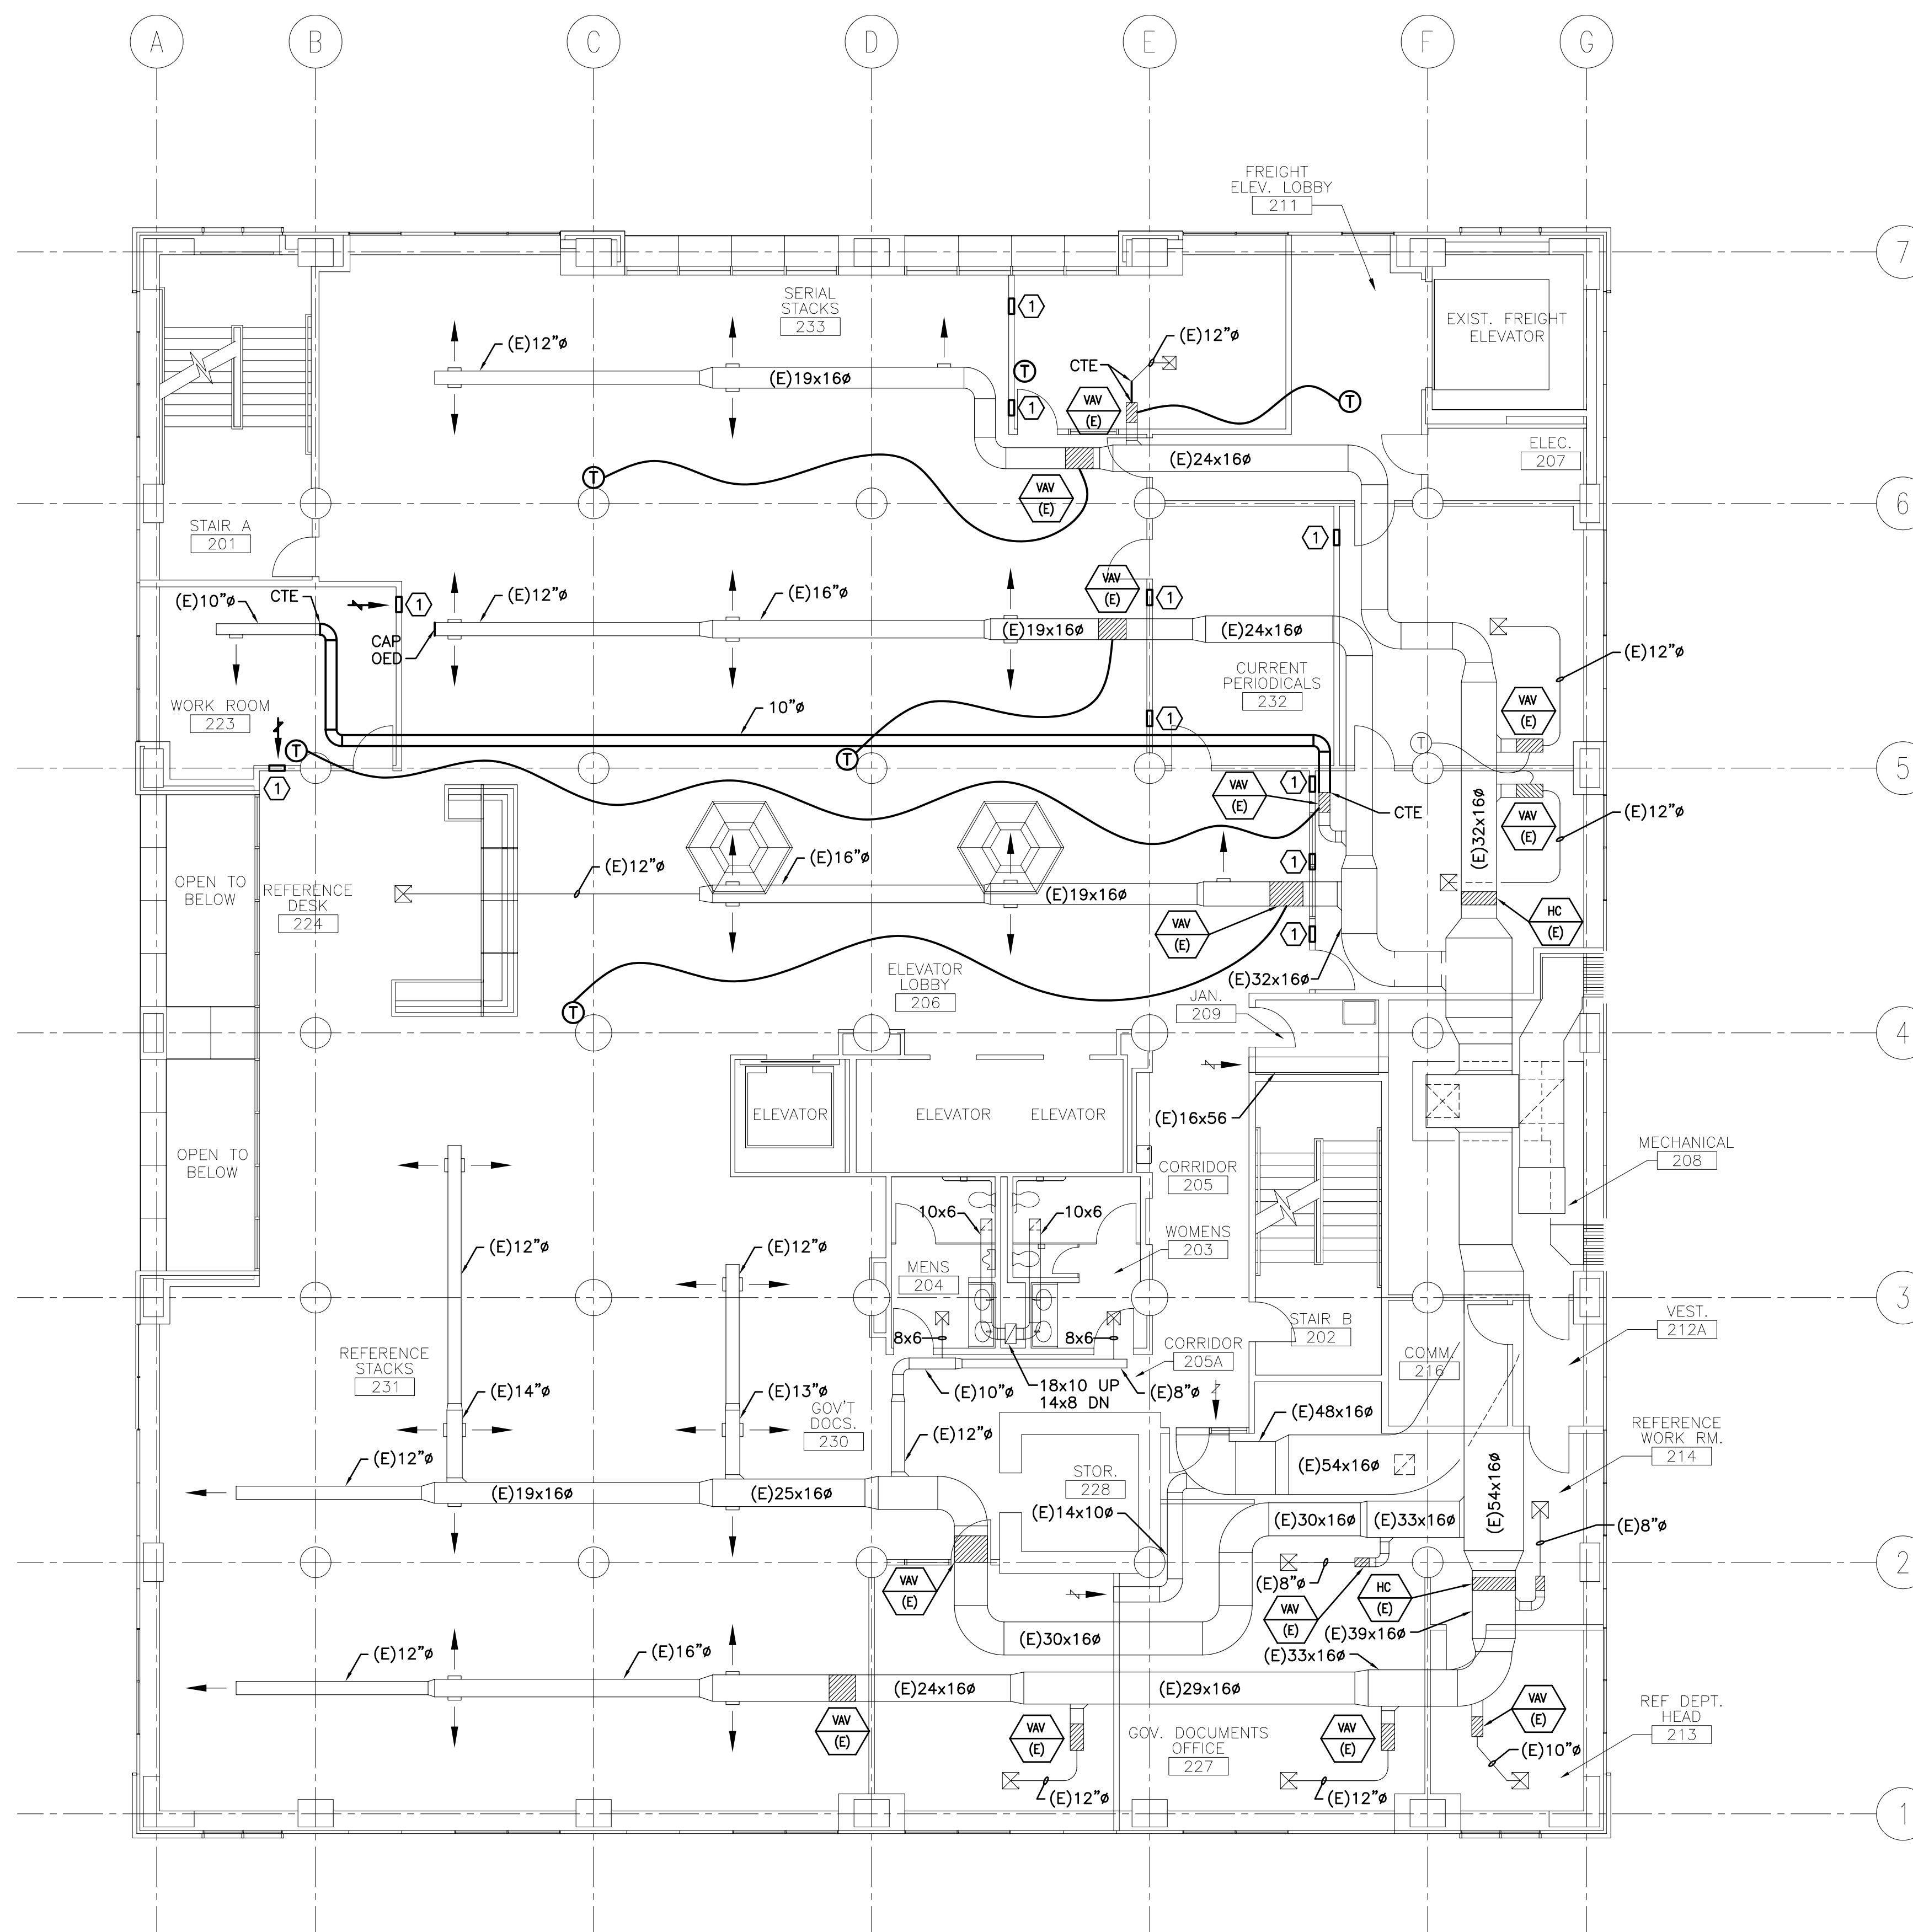 A
B
C
D
E
F
G
FREIGHT
ELEV. LOBBY
211
7
SERIAL
STACKS
233
1
EXIST. FREIGHT
ELEVATOR
(E)12"ø
(E)12"ø
CTE
T
(E)19x16ø
VAV
(E)
T
1
ELEC.
207
(E)24x16ø
T
VAV
(E)
6
STAIR A
201
1
VAV
(E)
(E)10"ø
CTE
1
(E)12"ø
(E)16"ø
1
CAP
OED
(E)19x16ø
(E)24x16ø
(E)12"ø
CURRENT
PERIODICALS
232
WORK ROOM
223
10"ø
1
VAV
(E)
T
T
T
5
1
1
VAV
(E)
CTE
(E)32x16ø
VAV
(E)
(E)12"ø
OPEN TO
BELOW
REFERENCE
DESK
224
(E)12"ø
(E)16"ø
1
(E)19x16ø
VAV
(E)
1
HC
(E)
ELEVATOR
LOBBY
206
(E)32x16ø
T
JAN.
209
4
ELEVATOR
ELEVATOR
ELEVATOR
(E)16x56
OPEN TO
BELOW
CORRIDOR
205
MECHANICAL
208
10x6
10x6
WOMENS
203
(E)12"ø
(E)12"ø
MENS
204
3
8x6
8x6
STAIR B
202
VEST.
212A
REFERENCE
STACKS
231
CORRIDOR
205A
COMM.
216
(E)14"ø
(E)13"ø
(E)10"ø
18x10 UP
14x8 DN
(E)8"ø
GOV'T
DOCS.
230
(E)48x16ø
REFERENCE
WORK RM.
214
(E)12"ø
(E)12"ø
(E)54x16ø
STOR.
228
(E)54x16ø
(E)19x16ø
(E)25x16ø
(E)14x10ø
(E)30x16ø
(E)33x16ø
(E)8"ø
2
VAV
(E)
(E)8"ø
VAV
(E)
HC
(E)
(E)30x16ø
(E)39x16ø
(E)12"ø
(E)16"ø
(E)33x16ø
(E)24x16ø
(E)29x16ø
VAV
(E)
VAV
(E)
GOV. DOCUMENTS
OFFICE
227
VAV
(E)
VAV
(E)
REF DEPT.
HEAD
213
(E)10"ø
(E)12"ø
(E)12"ø
1